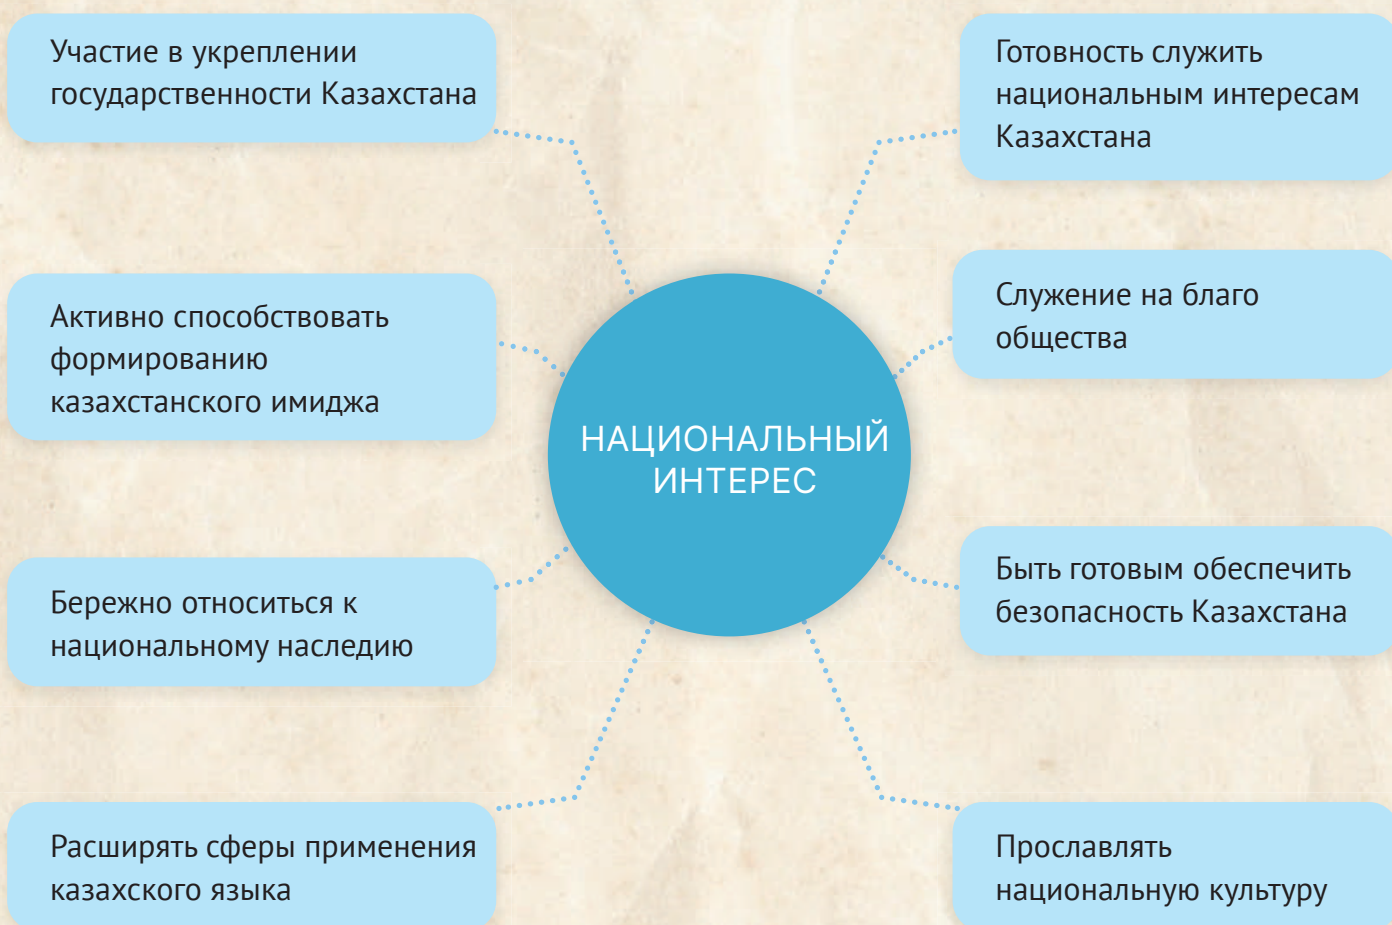 Участие в укреплении
государственности Казахстана
Готовность служить
национальным интересам
Казахстана
Активно способствовать
формированию
казахстанского имиджа
Служение на благо
общества
НАЦИОНАЛЬНЫЙ
ИНТЕРЕС
Бережно относиться к
национальному наследию
Быть готовым обеспечить
безопасность Казахстана
Расширять сферы применения
казахского языка
Прославлять
национальную культуру